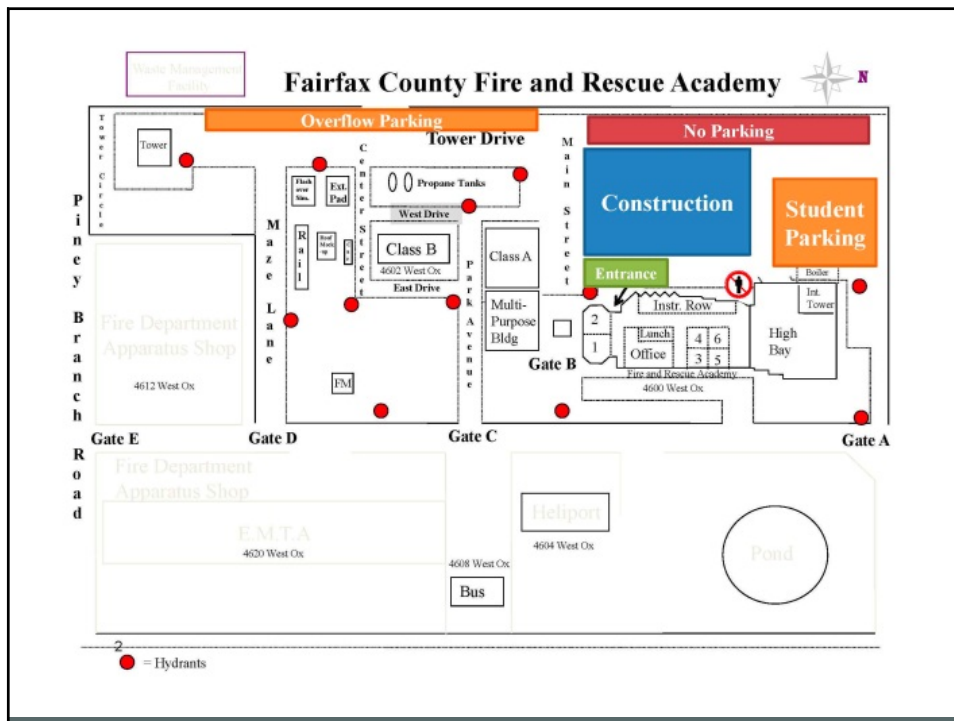 Waste Management
Facility
Fairfax County Fire and Rescue Academy
N
Overflow Parking
No Parking
Tower Drive
Tower Circle
Tower
Flash
over
Sim.
Ext.
Pad
Center Street
Propane Tanks
Main Street
Construction
Student
Parking
Piney Branch Road
Maze Lane
Rail
West Drive
Class B
4602 West Ox
East Drive
Park Avenue
Class A
Multi-
Purpose
Bldg
Entrance
Boiler
Int.
Tower
Instr. Row
High
Bay
2
1
Lunch
Office
4 6
3 5
Gate B
Fire and Rescue Academy
4600 West Ox
Fire Department
Apparatus Shop
4612 West Ox
FM
Gate E
Gate D
Gate C
Gate A
Fire Department
Apparatus Shop
E.M.T.A
4620 West Ox
Heliport
4604 West Ox
4608 West Ox
Bus
Pond
2
= Hydrants